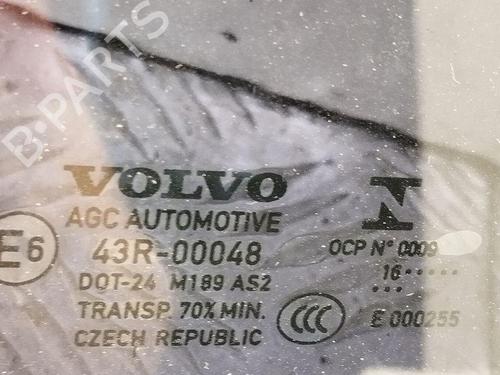 B·PARTS
VOLVO
AGC AUTOMOTIVE
E6
43R-00048
OCP N° 0009
DOT-24 M189 AS2
16·····
···
TRANSP. 70% MIN.
CCC
E 000255
CZECH REPUBLIC